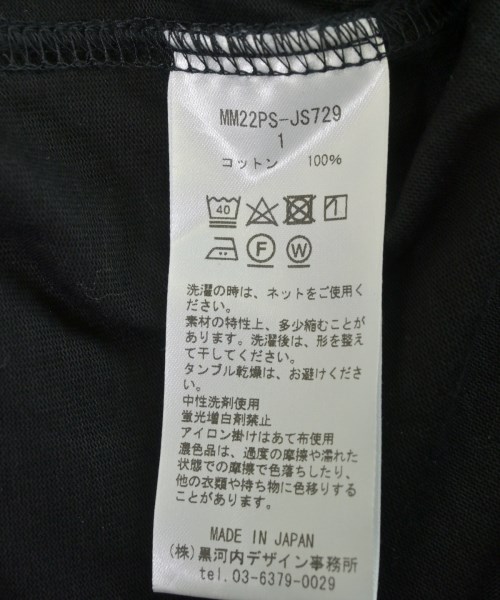 MM22PS-JS729
1
コットン 100%
40
F W
洗濯の時は、ネットをご使用く
ださい。
素材の特性上、多少縮むことが
あります。洗濯後は、形を整え
て干してください。
タンブル乾燥は、お避けくださ
い。
中性洗剤使用
蛍光増白剤禁止
アイロン掛けはあて布使用
濃色品は、過度の摩擦や濡れた
状態での摩擦で色落ちしたり、
他の衣類や持ち物に色移りする
ことがあります。
MADE IN JAPAN
(株)黒河内デザイン事務所
tel.03-6379-0029